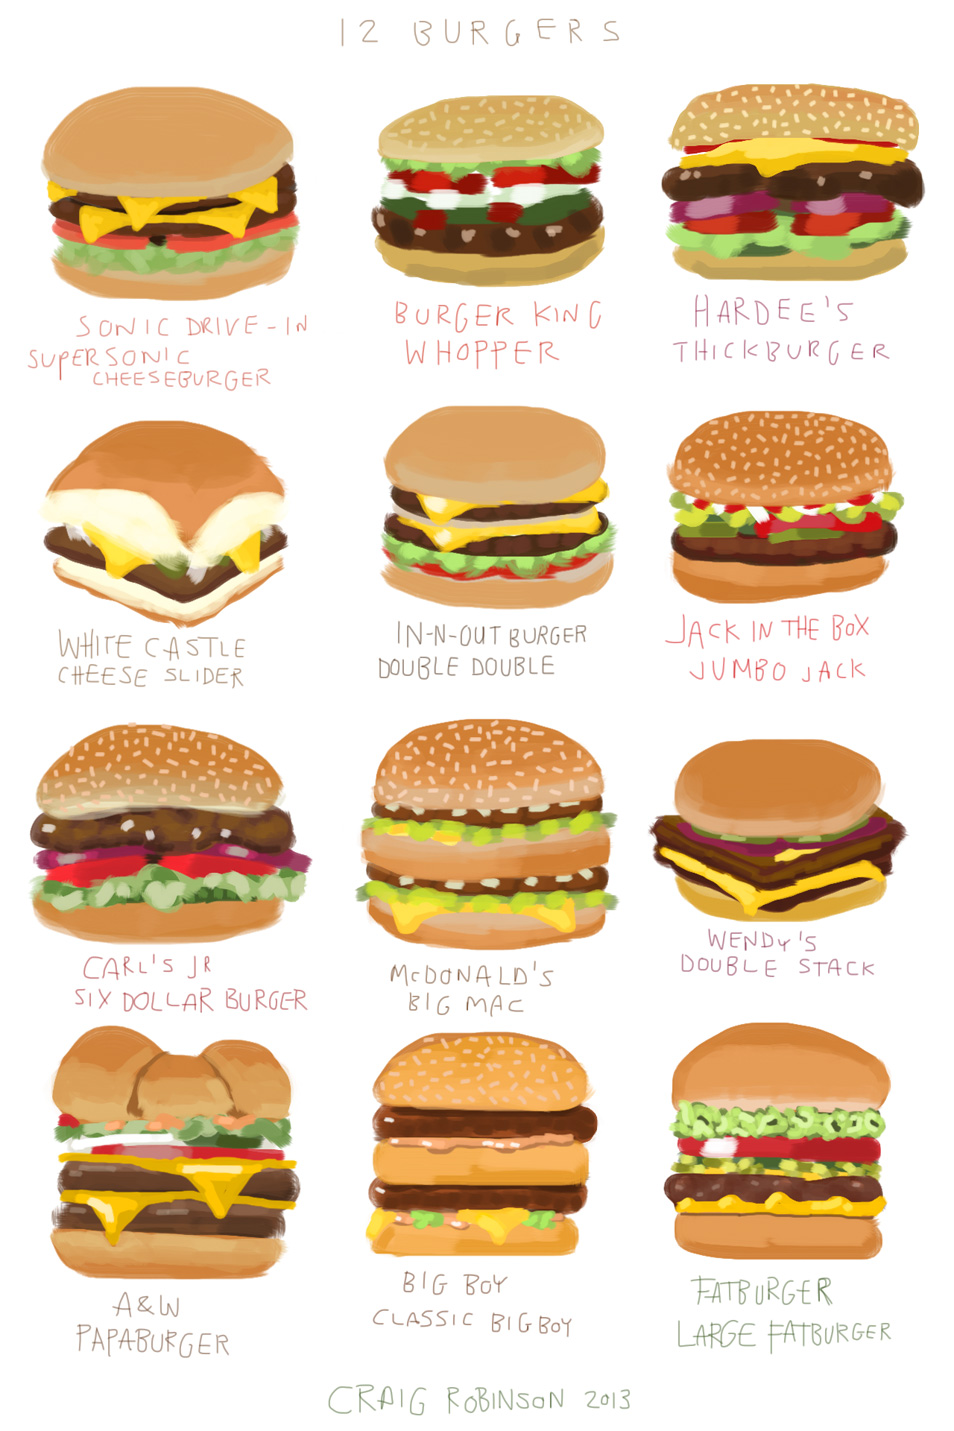 12 BURGERS
SONIC DRIVE-IN
SUPERSONIC
CHEESEBURGER
BURGER KING
WHOPPER
HARDEE'S
THICKBURGER
WHITE CASTLE
CHEESE SLIDER
IN-N-OUT BURGER
DOUBLE DOUBLE
JACK IN THE BOX
JUMBO JACK
CARL'S JR
SIX DOLLAR BURGER
McDONALD'S
BIG MAC
WENDY'S
DOUBLE STACK
A&W
PAPABURGER
BIG BOY
CLASSIC BIGBOY
FATBURGER
LARGE FATBURGER
CRAIG ROBINSON 2013